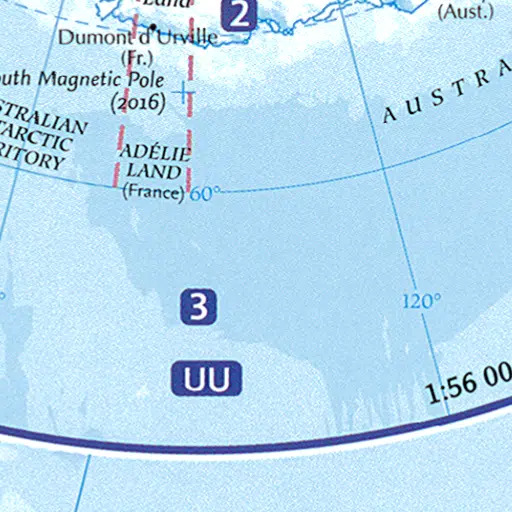 Land
2
(Aust.)
Dumont d'Urville
(Fr.)
outh Magnetic Pole
(2016)
AUSTRA
STRALIAN
TARCTIC
RITORY
ADÉLIE
LAND
(France)
60°
3
120°
UU
1:56 00